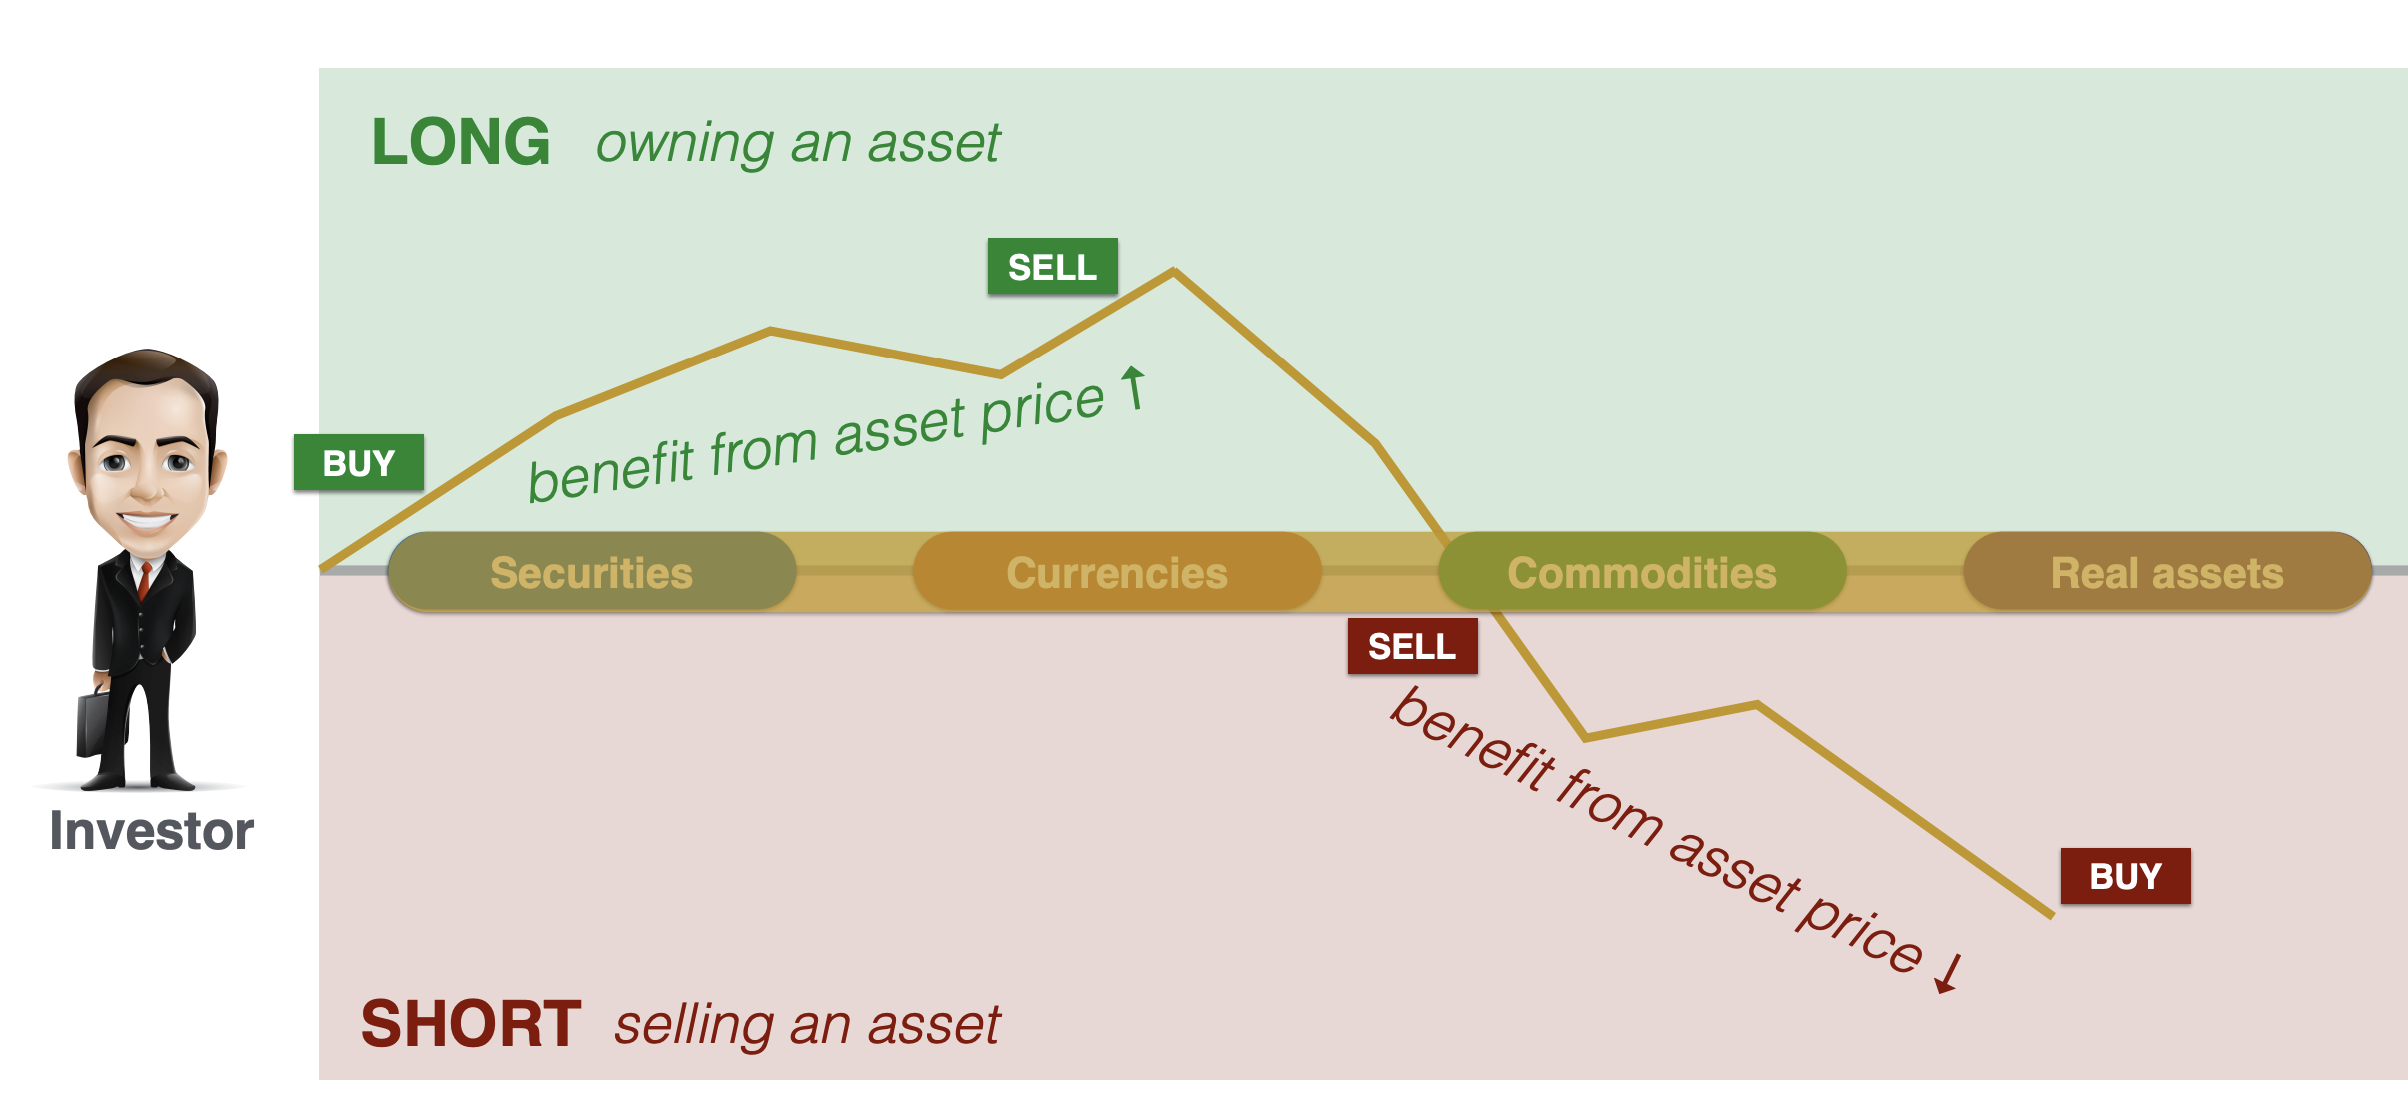 LONG owning an asset
SELL
benefit from asset price ↑
BUY
Securities Currencies Commodities Real assets
SELL
benefit from asset price ↓
Investor
BUY
SHORT selling an asset